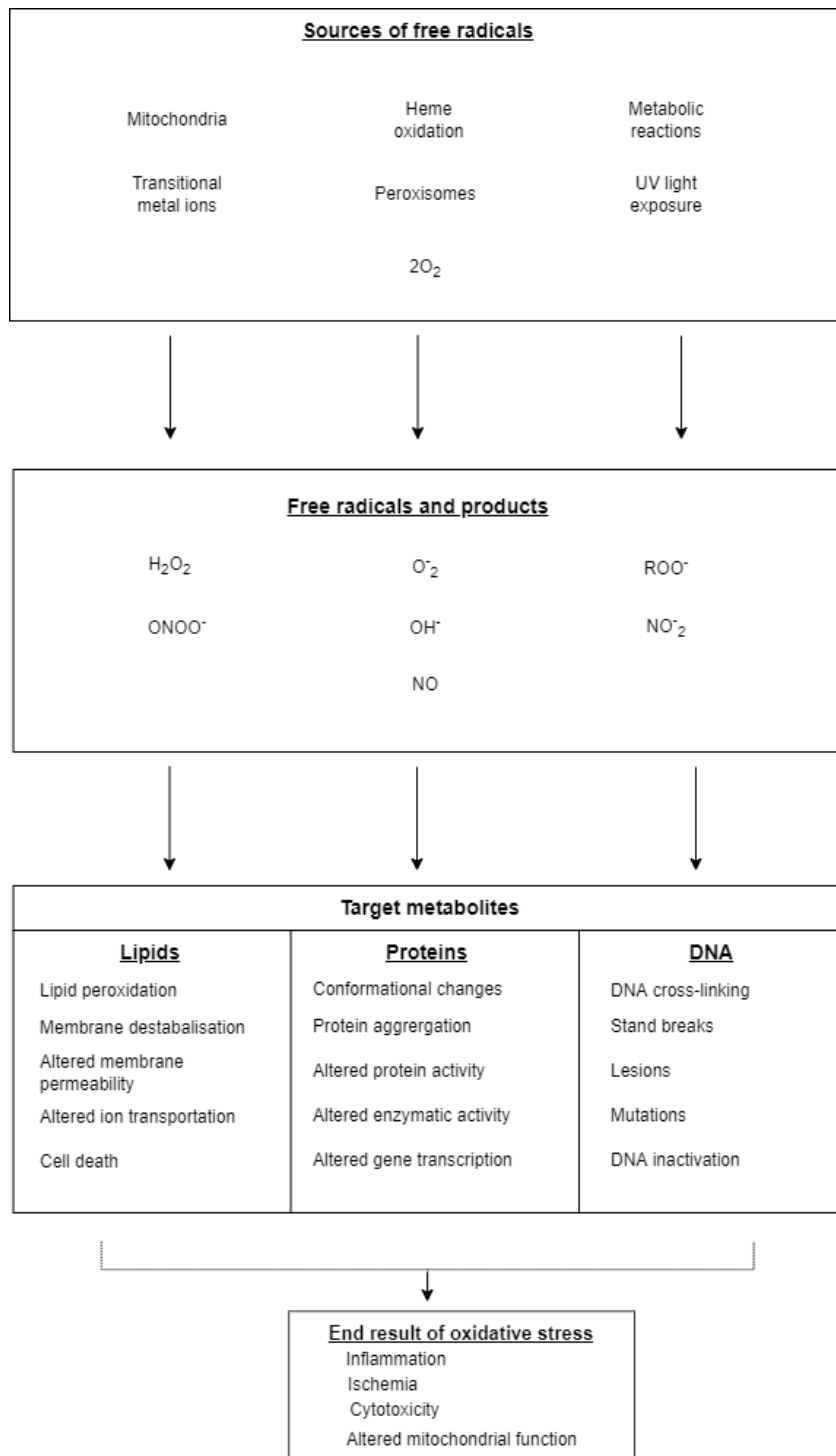 Sources of free radicals
Mitochondria
Heme
oxidation
Metabolic
reactions
Transitional
metal ions
Peroxisomes
UV light
exposure
2O₂
Free radicals and products
H₂O₂
O⁻₂
ROO⁻
ONOO⁻
OH⁻
NO⁻₂
NO
Target metabolites
Lipids
Proteins
DNA
Lipid peroxidation
Conformational changes
DNA cross-linking
Membrane destabalisation
Protein aggrergation
Stand breaks
Altered membrane
permeability
Altered protein activity
Lesions
Altered ion transportation
Altered enzymatic activity
Mutations
Cell death
Altered gene transcription
DNA inactivation
End result of oxidative stress
Inflammation
Ischemia
Cytotoxicity
Altered mitochondrial function